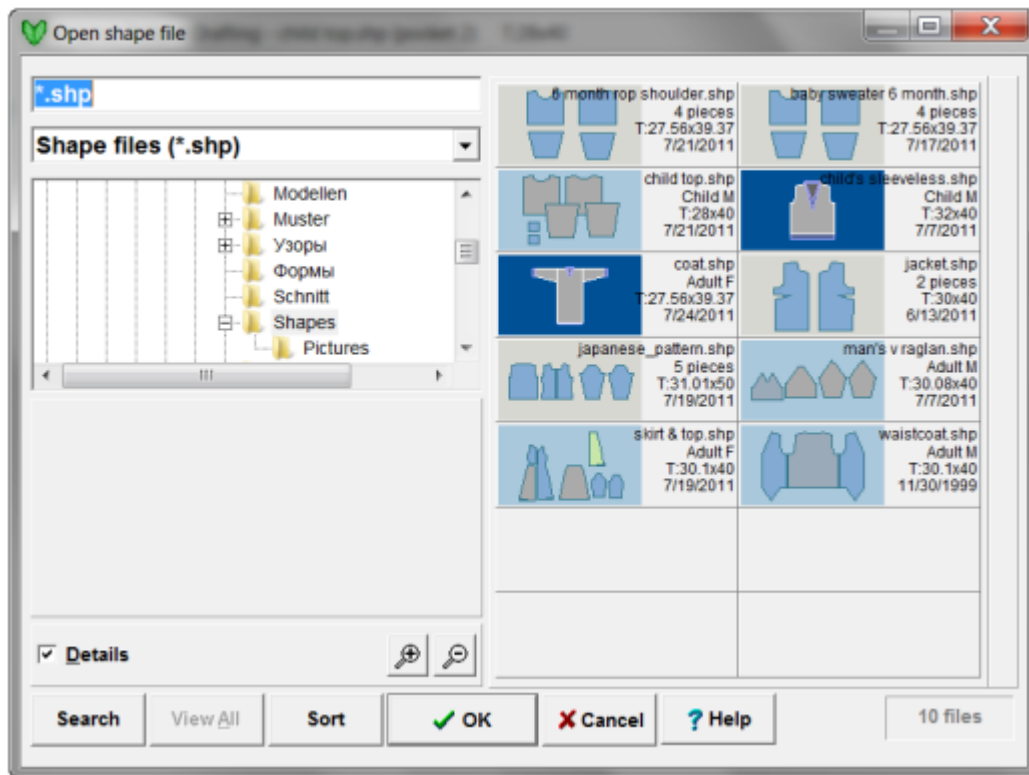 Open shape file
*.shp
Shape files (*.shp)
Modellen
Muster
Узоры
Формы
Schnitt
Shapes
Pictures
Details
6 month rop shoulder.shp
4 pieces
T:27.56x39.37
7/21/2011
baby sweater 6 month.shp
4 pieces
T:27.56x39.37
7/17/2011
child top.shp
Child M
T:28x40
7/21/2011
child's sleeveless.shp
Child M
T:32x40
7/7/2011
coat.shp
Adult F
T:27.56x39.37
7/24/2011
jacket.shp
2 pieces
T:30x40
6/13/2011
japanese_pattern.shp
5 pieces
T:31.01x50
7/19/2011
man's v raglan.shp
Adult M
T:30.08x40
7/7/2011
skirt & top.shp
Adult F
T:30.1x40
7/19/2011
waistcoat.shp
Adult M
T:30.1x40
11/30/1999
Search
View All
Sort
OK
Cancel
? Help
10 files